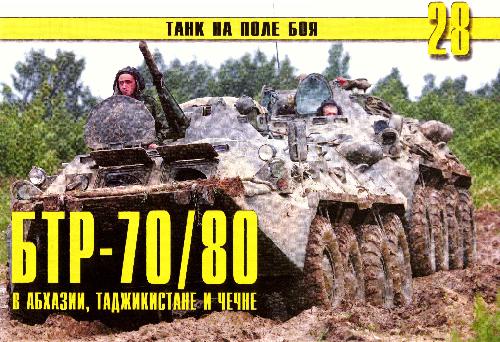 ТАНК НА ПОЛЕ БОЯ
28
БТР-70/80
В АБХАЗИИ, ТАДЖИКИСТАНЕ И ЧЕЧНЕ